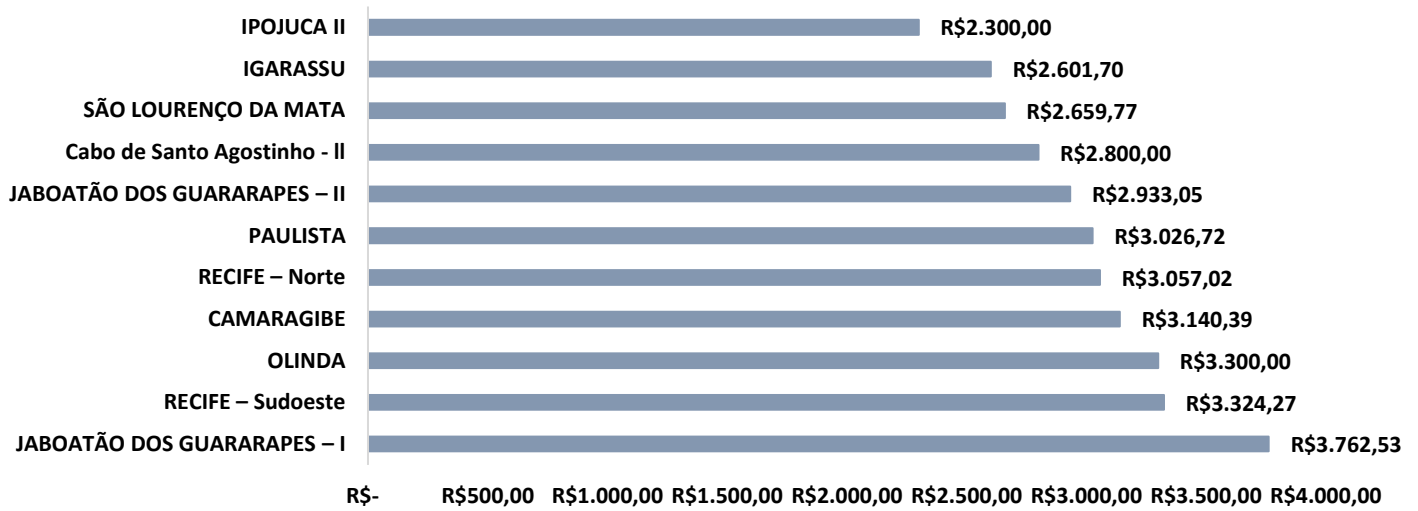 IPOJUCA II R$2.300,00
IGARASSU R$2.601,70
SÃO LOURENÇO DA MATA R$2.659,77
Cabo de Santo Agostinho - ll R$2.800,00
JABOATÃO DOS GUARARAPES – II R$2.933,05
PAULISTA R$3.026,72
RECIFE – Norte R$3.057,02
CAMARAGIBE R$3.140,39
OLINDA R$3.300,00
RECIFE – Sudoeste R$3.324,27
JABOATÃO DOS GUARARAPES – I R$3.762,53
R$- R$500,00 R$1.000,00 R$1.500,00 R$2.000,00 R$2.500,00 R$3.000,00 R$3.500,00 R$4.000,00